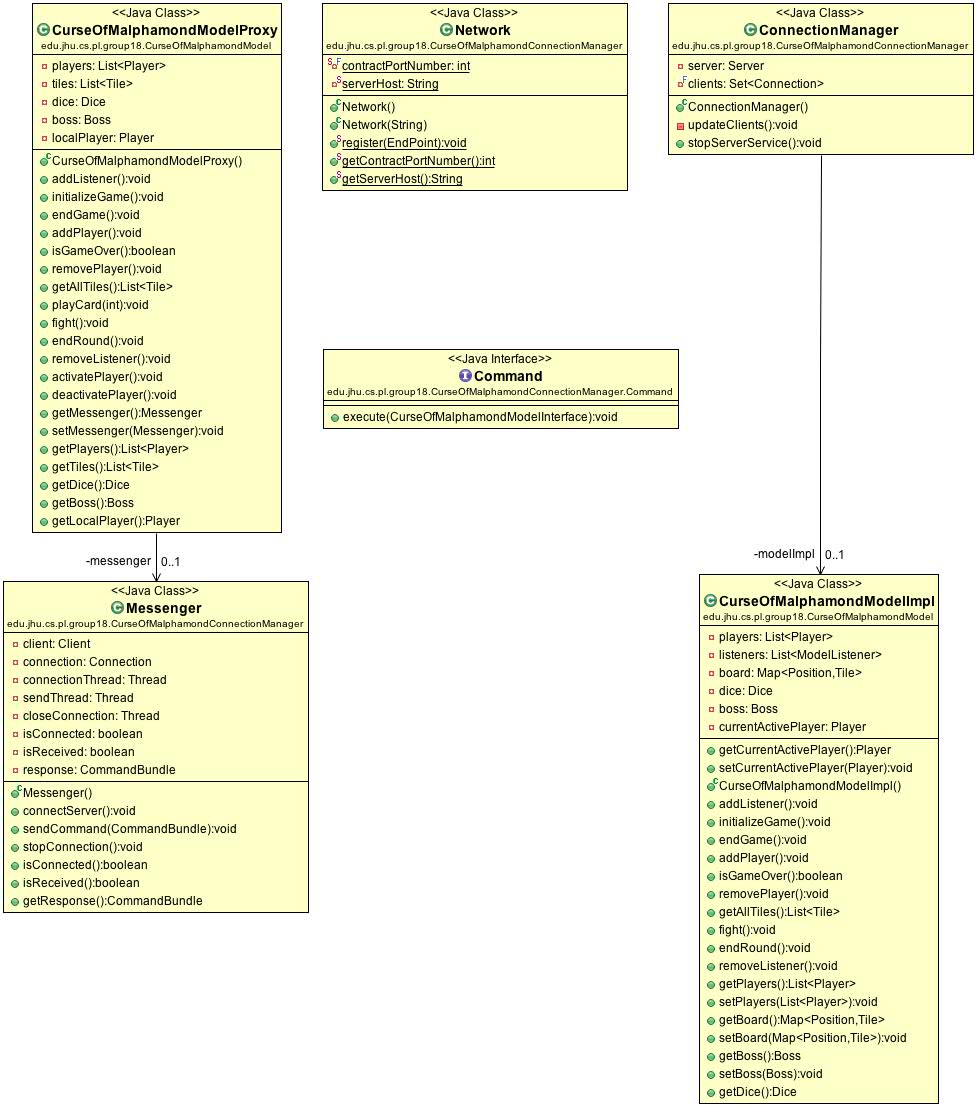 <<Java Class>>
CurseOfMalphamondModelProxy
edu.jhu.cs.pl.group18.CurseOfMalphamondModel
players: List<Player>
tiles: List<Tile>
dice: Dice
boss: Boss
localPlayer: Player
CurseOfMalphamondModelProxy()
addListener():void
initializeGame():void
endGame():void
addPlayer():void
isGameOver():boolean
removePlayer():void
getAllTiles():List<Tile>
playCard(int):void
fight():void
endRound():void
removeListener():void
activatePlayer():void
deactivatePlayer():void
getMessenger():Messenger
setMessenger(Messenger):void
getPlayers():List<Player>
getTiles():List<Tile>
getDice():Dice
getBoss():Boss
getLocalPlayer():Player
-messenger 0..1
<<Java Class>>
Messenger
edu.jhu.cs.pl.group18.CurseOfMalphamondConnectionManager
client: Client
connection: Connection
connectionThread: Thread
sendThread: Thread
closeConnection: Thread
isConnected: boolean
isReceived: boolean
response: CommandBundle
Messenger()
connectServer():void
sendCommand(CommandBundle):void
stopConnection():void
isConnected():boolean
isReceived():boolean
getResponse():CommandBundle
<<Java Class>>
Network
edu.jhu.cs.pl.group18.CurseOfMalphamondConnectionManager
contractPortNumber: int
serverHost: String
Network()
Network(String)
register(EndPoint):void
getContractPortNumber():int
getServerHost():String
<<Java Interface>>
Command
edu.jhu.cs.pl.group18.CurseOfMalphamondConnectionManager.Command
execute(CurseOfMalphamondModelInterface):void
<<Java Class>>
ConnectionManager
edu.jhu.cs.pl.group18.CurseOfMalphamondConnectionManager
server: Server
clients: Set<Connection>
ConnectionManager()
updateClients():void
stopServerService():void
-modelImpl 0..1
<<Java Class>>
CurseOfMalphamondModelImpl
edu.jhu.cs.pl.group18.CurseOfMalphamondModel
players: List<Player>
listeners: List<ModelListener>
board: Map<Position,Tile>
dice: Dice
boss: Boss
currentActivePlayer: Player
getCurrentActivePlayer():Player
setCurrentActivePlayer(Player):void
CurseOfMalphamondModelImpl()
addListener():void
initializeGame():void
endGame():void
addPlayer():void
isGameOver():boolean
removePlayer():void
getAllTiles():List<Tile>
fight():void
endRound():void
removeListener():void
getPlayers():List<Player>
setPlayers(List<Player>):void
getBoard():Map<Position,Tile>
setBoard(Map<Position,Tile>):void
getBoss():Boss
setBoss(Boss):void
getDice():Dice